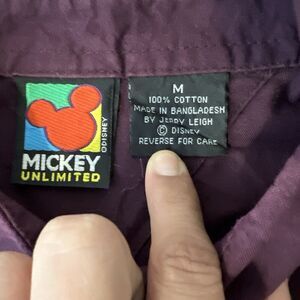 ©DISNEY
MICKEY
UNLIMITED
M
100% COTTON
MADE IN BANGLADESH
BY JERRY LEIGH
© DISNEY
REVERSE FOR CARE